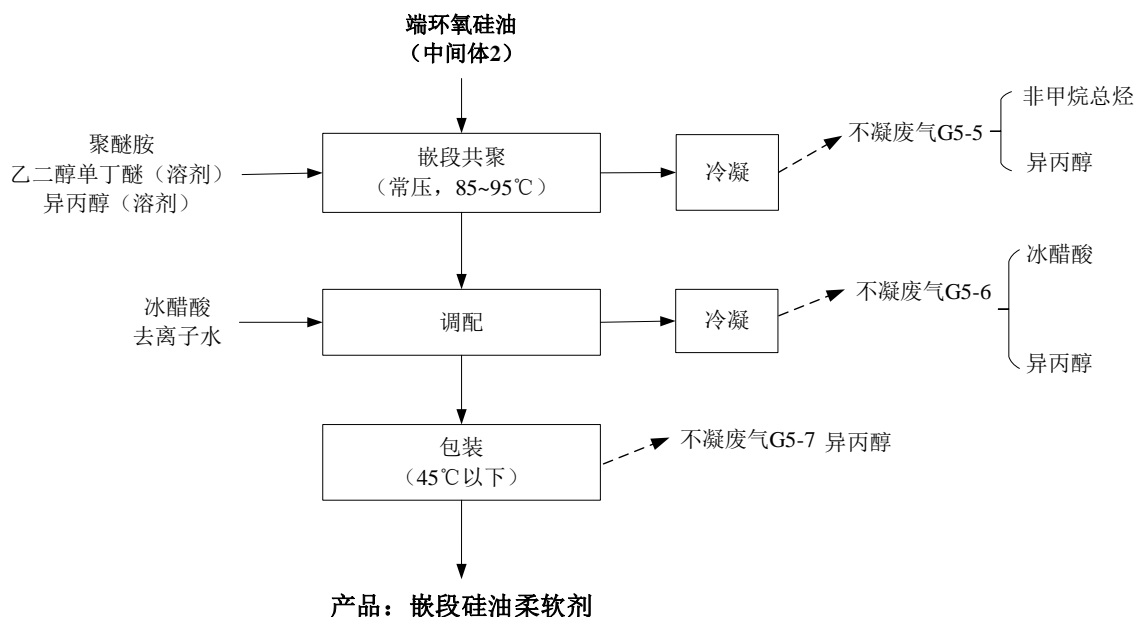 端环氧硅油
（中间体2）
聚醚胺
乙二醇单丁醚（溶剂）
异丙醇（溶剂）
嵌段共聚
（常压，85~95℃）
冷凝
不凝废气G5-5
非甲烷总烃
异丙醇
冰醋酸
去离子水
调配
冷凝
不凝废气G5-6
冰醋酸
异丙醇
包装
（45℃以下）
不凝废气G5-7 异丙醇
产品：嵌段硅油柔软剂